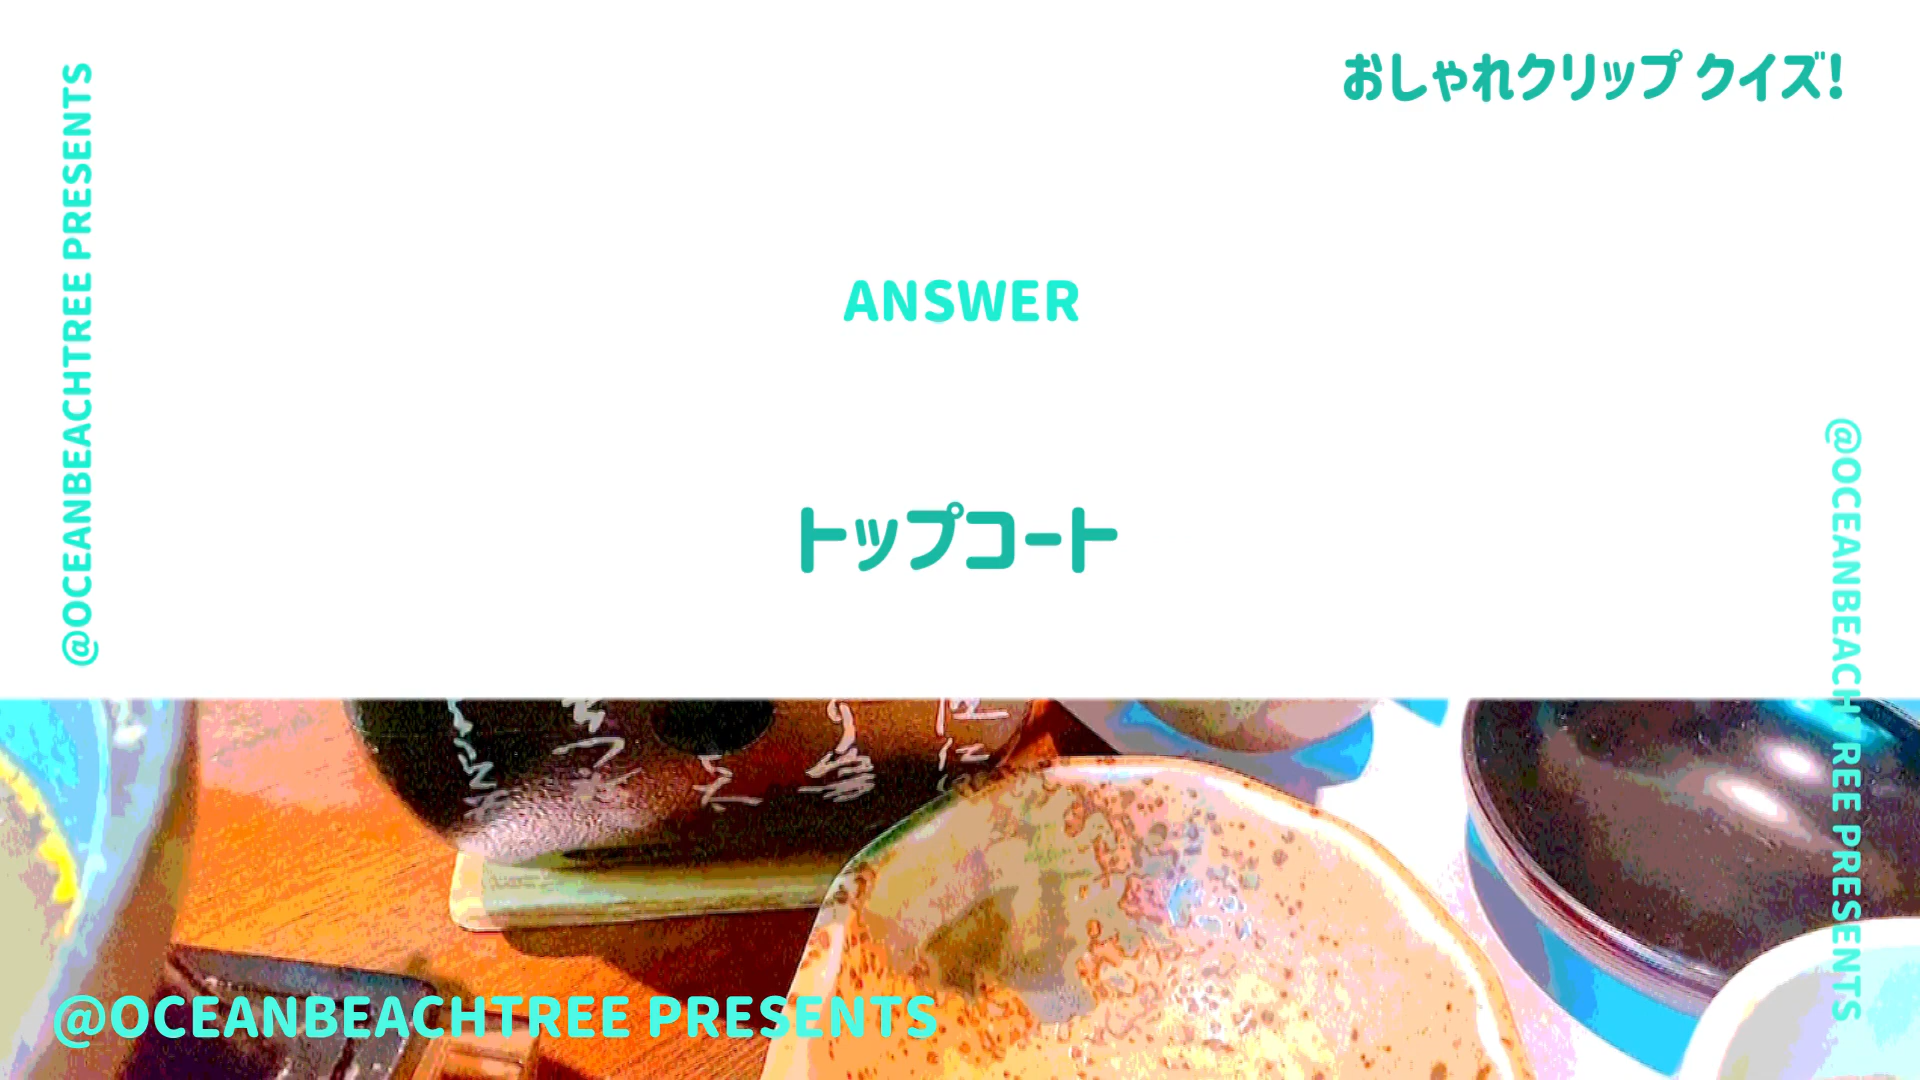 おしゃれクリップ クイズ!
@OCEANBEACHTREE PRESENTS
ANSWER
トップコート
@OCEANBEACHTREE PRESENTS
@OCEANBEACHTREE PRESENTS